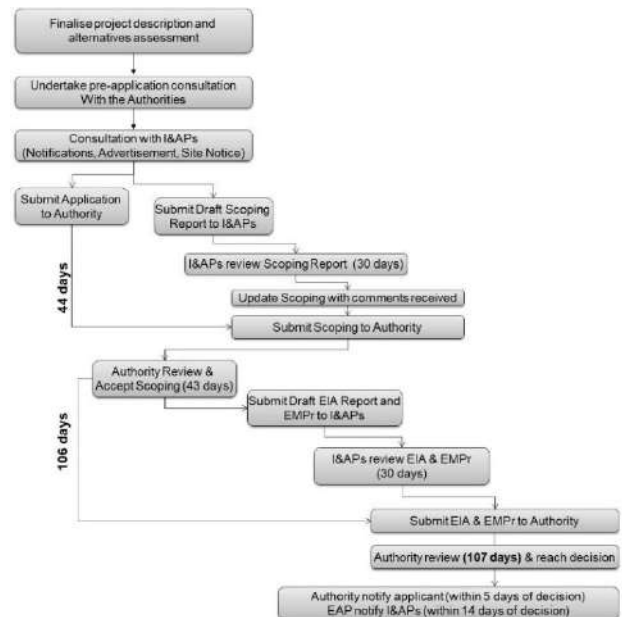 Finalise project description and
alternatives assessment
Undertake pre-application consultation
With the Authorities
Consultation with I&APs
(Notifications, Advertisement, Site Notice)
Submit Application
to Authority
Submit Draft Scoping
Report to I&APs
44 days
I&APs review Scoping Report (30 days)
Update Scoping with comments received
Submit Scoping to Authority
Authority Review &
Accept Scoping (43 days)
Submit Draft EIA Report and
EMPr to I&APs
106 days
I&APs review EIA & EMPr
(30 days)
Submit EIA & EMPr to Authority
Authority review (107 days) & reach decision
Authority notify applicant (within 5 days of decision)
EAP notify I&APs (within 14 days of decision)